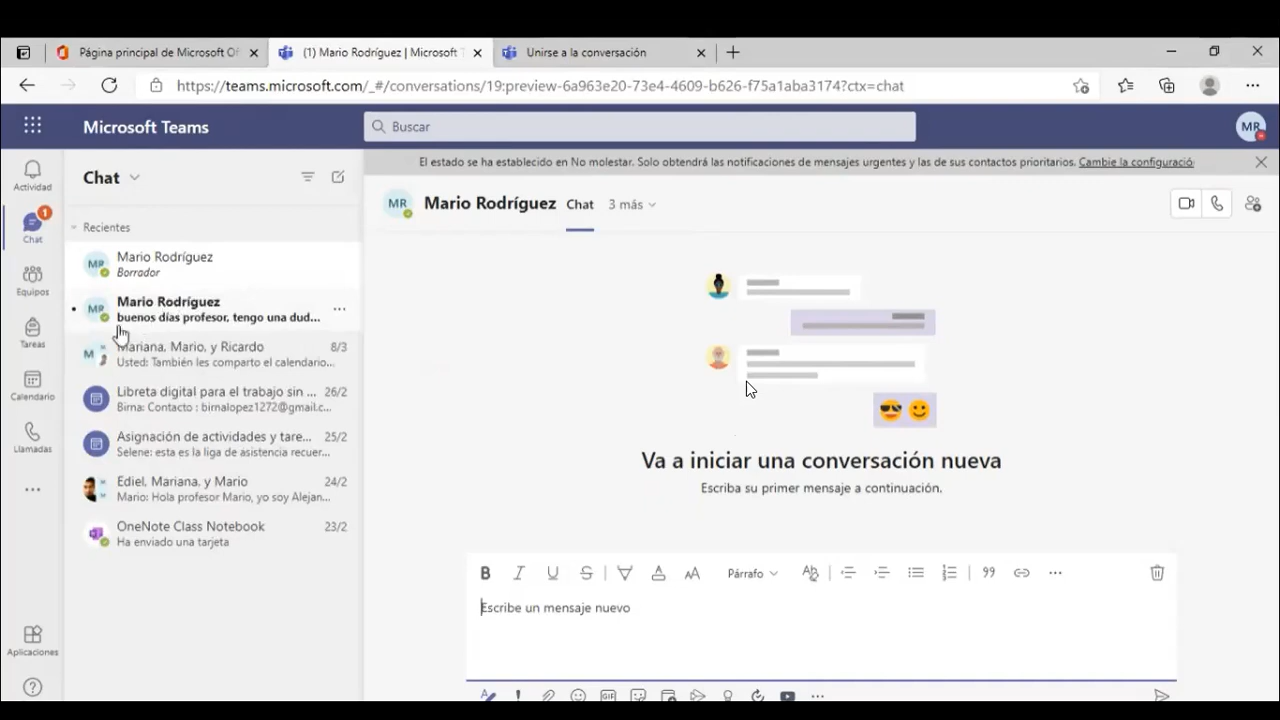 Página principal de Microsoft Of
(1) Mario Rodríguez | Microsoft T
Unirse a la conversación
https://teams.microsoft.com/_#/conversations/19:preview-6a963e20-73e4-4609-b626-f75a1aba3174?ctx=chat
Microsoft Teams
Buscar
MR
El estado se ha establecido en No molestar. Solo obtendrá las notificaciones de mensajes urgentes y las de sus contactos prioritarios. Cambie la configuració
Actividad
1
Chat
Equipos
Tareas
Calendario
Llamadas
Aplicaciones
Chat
Recientes
MR
Mario Rodríguez
Borrador
MR
Mario Rodríguez
buenos días profesor, tengo una dud...
M
Mariana, Mario, y Ricardo 8/3
Usted: También les comparto el calendario...
Libreta digital para el trabajo sin ... 26/2
Birna: Contacto : birnalopez1272@gmail.c...
Asignación de actividades y tare... 25/2
Selene: esta es la liga de asistencia recuer...
Ediel, Mariana, y Mario 24/2
Mario: Hola profesor Mario, yo soy Alejan...
OneNote Class Notebook 23/2
Ha enviado una tarjeta
MR
Mario Rodríguez Chat 3 más
Va a iniciar una conversación nueva
Escriba su primer mensaje a continuación.
B I U S A AA Párrafo Ab
Escribe un mensaje nuevo
GIF